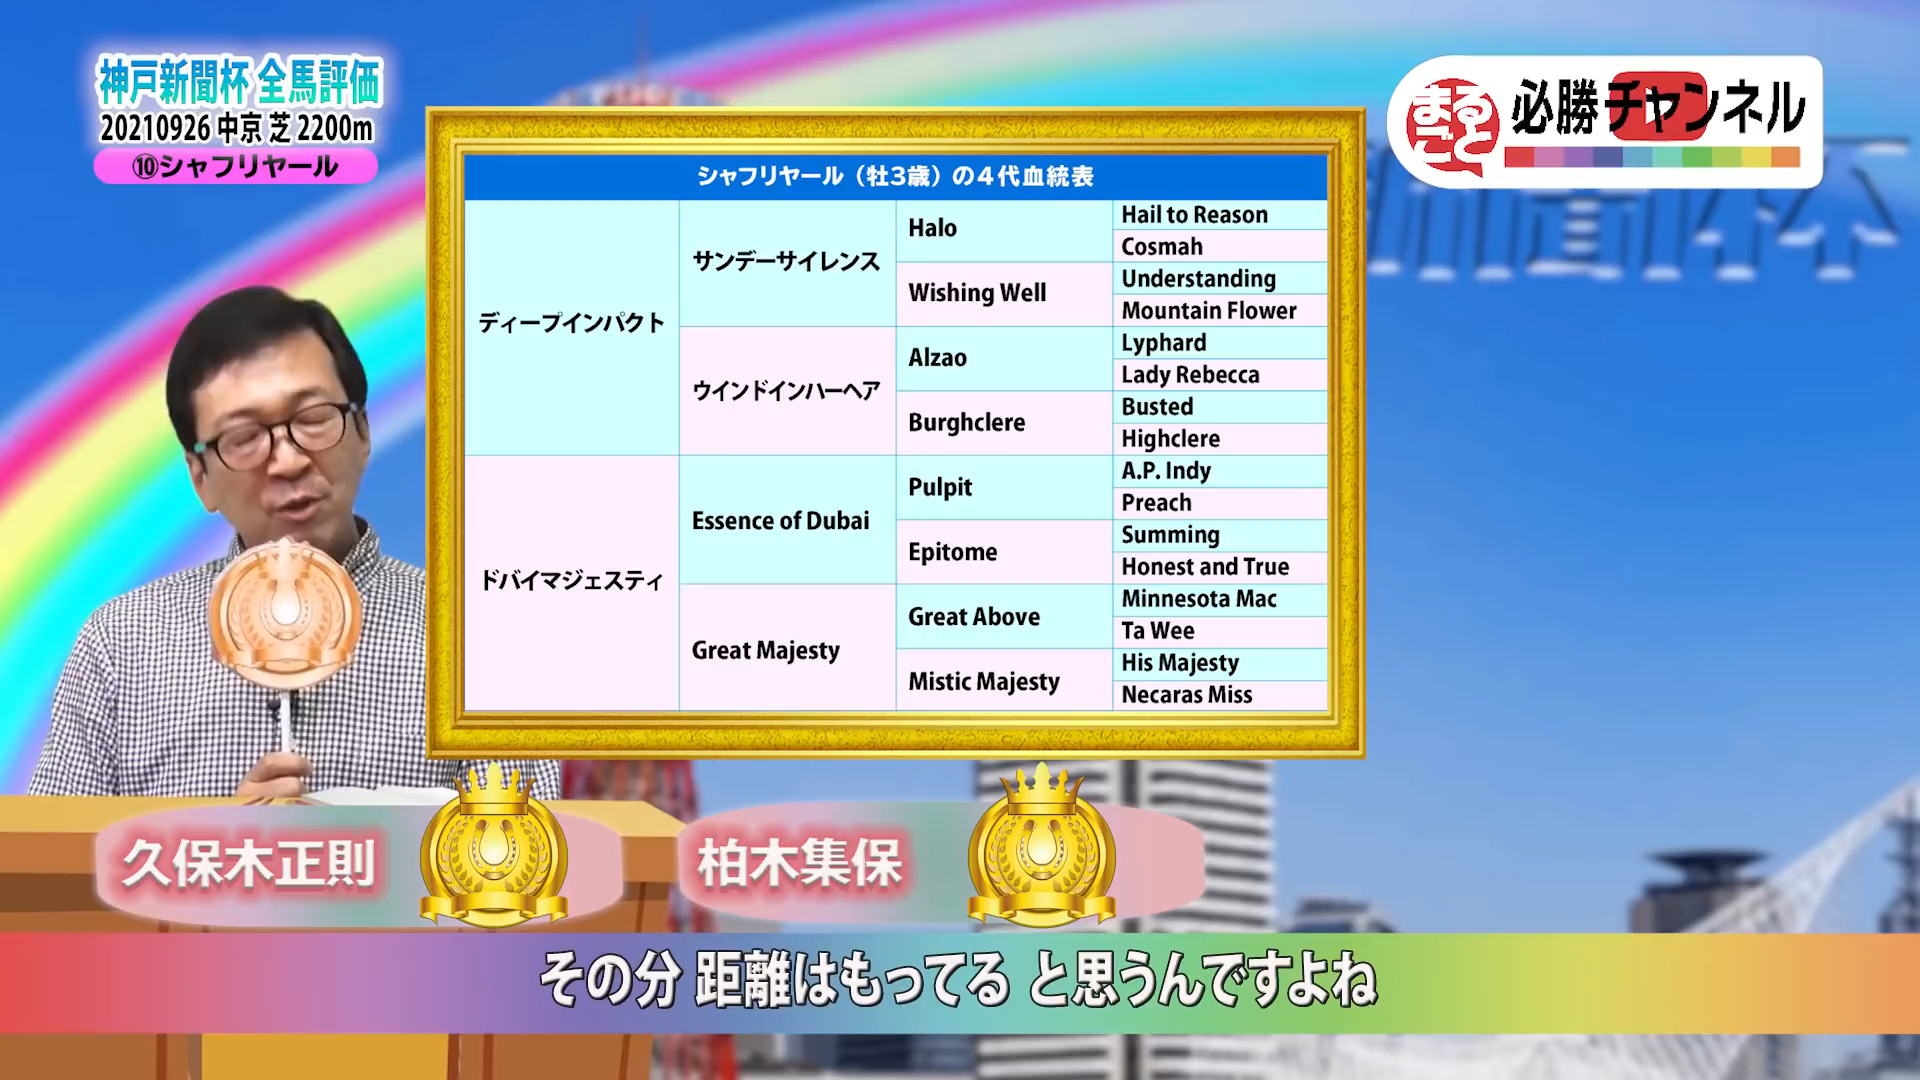 神戸新聞杯 全馬評価
20210926 中京 芝 2200m
⑩シャフリヤール
まるごと
必勝チャンネル
シャフリヤール（牡3歳）の4代血統表
ディープインパクト
サンデーサイレンス
Halo
Hail to Reason
Cosmah
Wishing Well
Understanding
Mountain Flower
ウインドインハーヘア
Alzao
Lyphard
Lady Rebecca
Burghclere
Busted
Highclere
ドバイマジェスティ
Essence of Dubai
Pulpit
A.P. Indy
Preach
Epitome
Summing
Honest and True
Great Majesty
Great Above
Minnesota Mac
Ta Wee
Mistic Majesty
His Majesty
Necaras Miss
久保木正則
柏木集保
その分 距離はもってる と思うんですよね